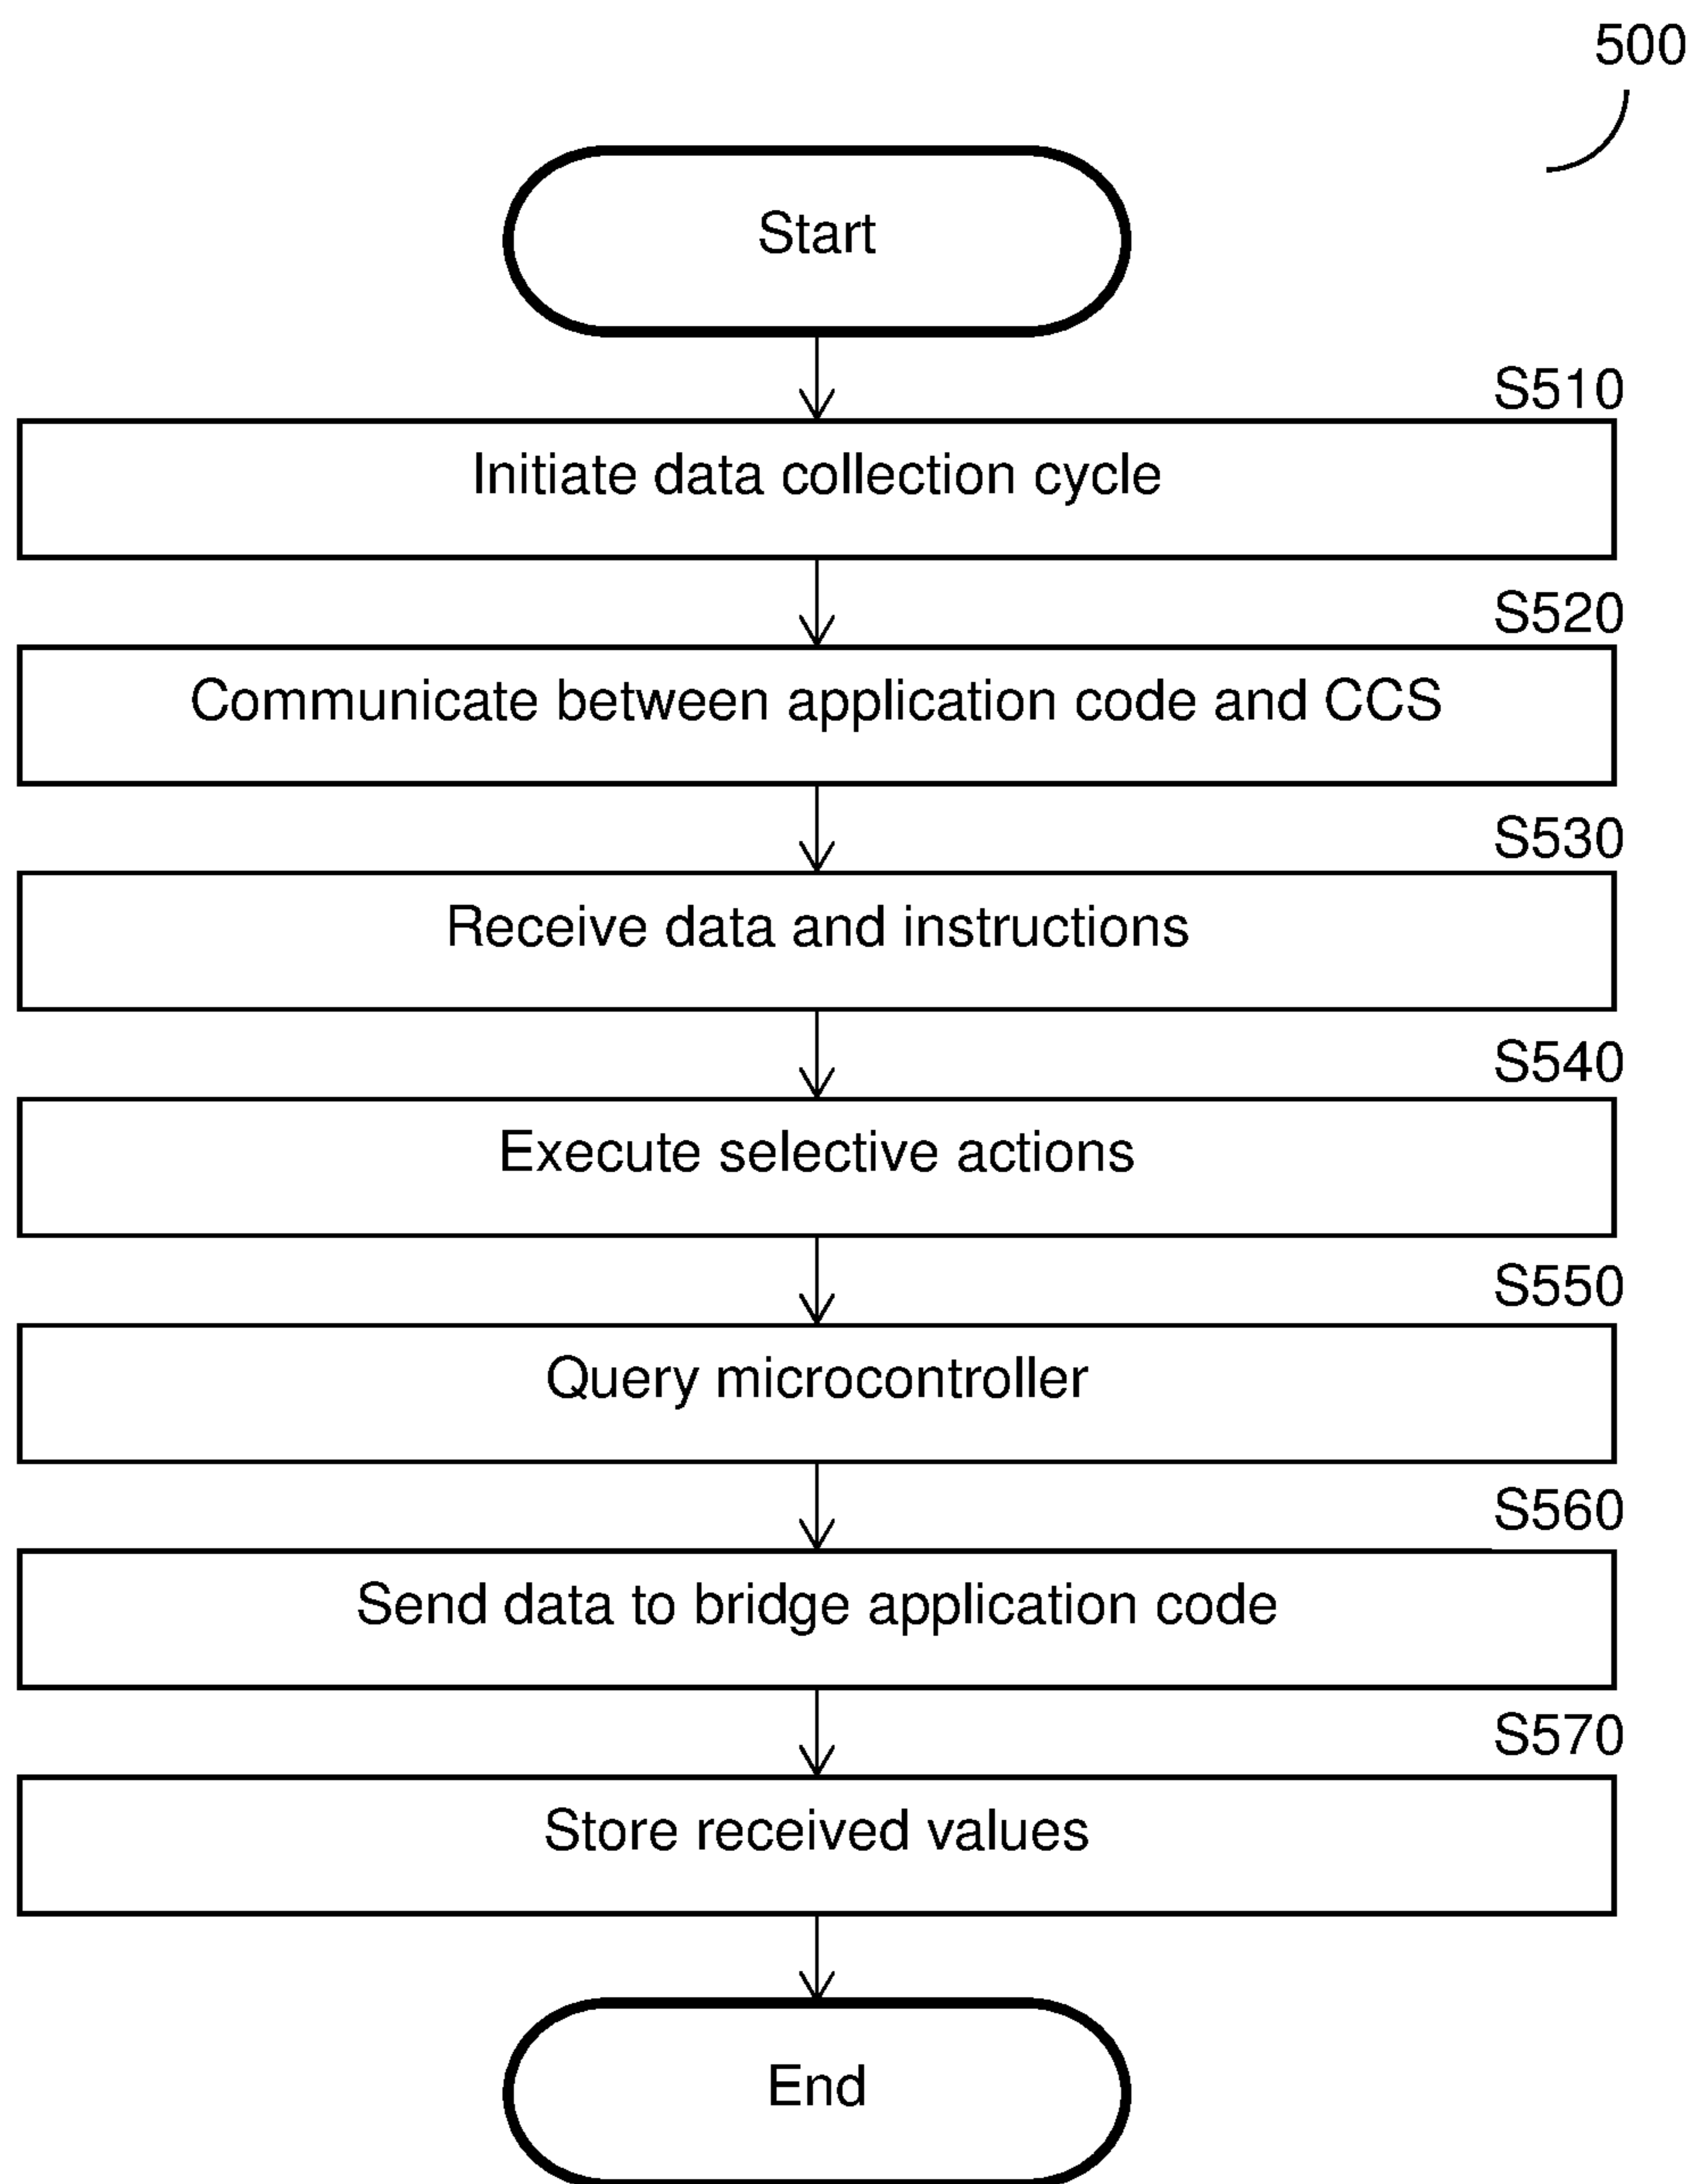 500
Start
S510
Initiate data collection cycle
S520
Communicate between application code and CCS
S530
Receive data and instructions
S540
Execute selective actions
S550
Query microcontroller
S560
Send data to bridge application code
S570
Store received values
End